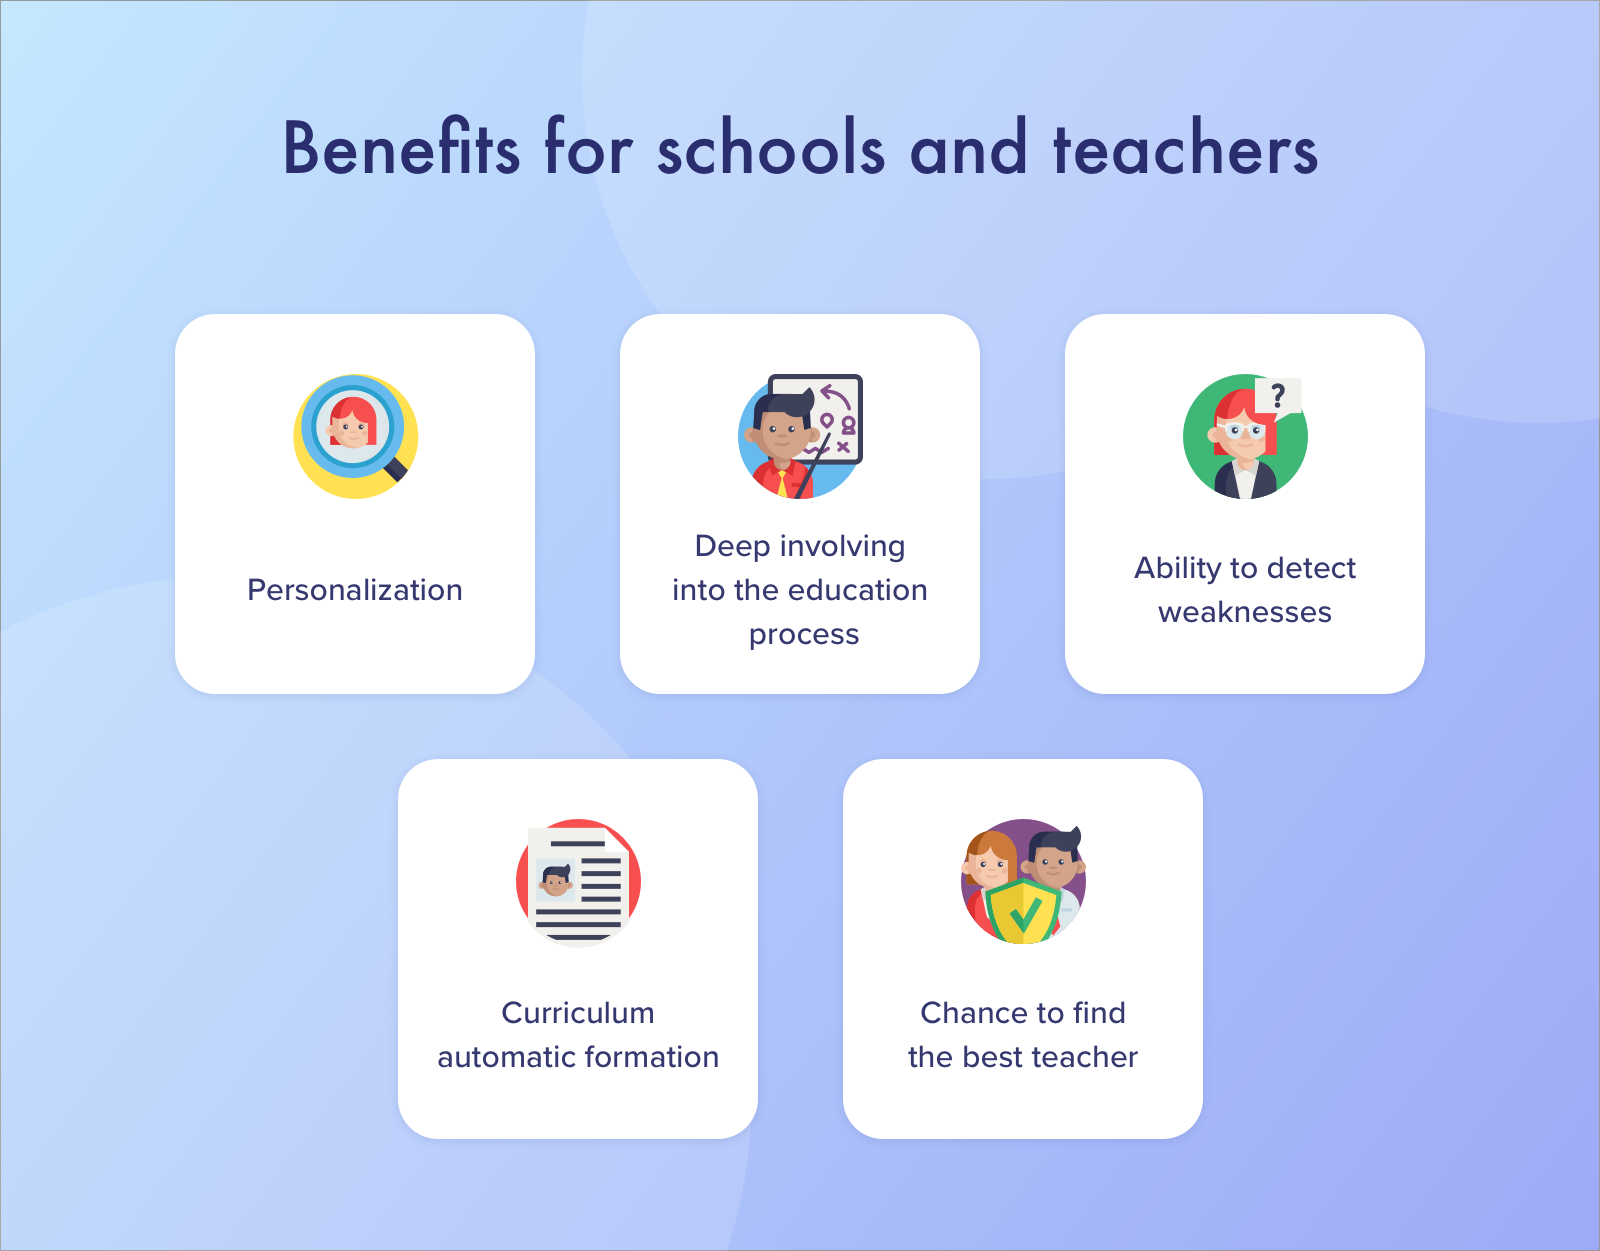 Benefits for schools and teachers
Personalization
Deep involving
into the education
process
Ability to detect
weaknesses
?
Curriculum
automatic formation
Chance to find
the best teacher